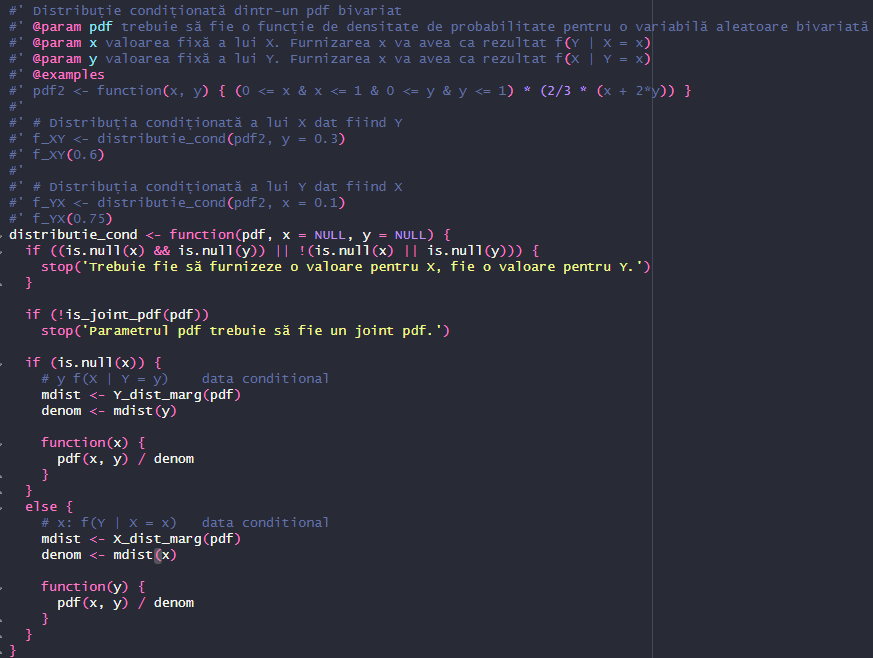 #' Distribuție condiționată dintr-un pdf bivariat
#' @param pdf trebuie să fie o funcție de densitate de probabilitate pentru o variabilă aleatoare bivariată
#' @param x valoarea fixă a lui X. Furnizarea x va avea ca rezultat f(Y | X = x)
#' @param y valoarea fixă a lui Y. Furnizarea x va avea ca rezultat f(X | Y = x)
#' @examples
#' pdf2 <- function(x, y) { (0 <= x & x <= 1 & 0 <= y & y <= 1) * (2/3 * (x + 2*y)) }
#'
#' # Distribuția condiționată a lui X dat fiind Y
#' f_XY <- distributie_cond(pdf2, y = 0.3)
#' f_XY(0.6)
#'
#' # Distribuția condiționată a lui Y dat fiind X
#' f_YX <- distributie_cond(pdf2, x = 0.1)
#' f_YX(0.75)
distributie_cond <- function(pdf, x = NULL, y = NULL) {
  if ((is.null(x) && is.null(y)) || !(is.null(x) || is.null(y))) {
    stop('Trebuie fie să furnizeze o valoare pentru X, fie o valoare pentru Y.')
  }
  if (!is_joint_pdf(pdf))
    stop('Parametrul pdf trebuie să fie un joint pdf.')
  if (is.null(x)) {
    # y f(X | Y = y)    data conditional
    mdist <- Y_dist_marg(pdf)
    denom <- mdist(y)
    function(x) {
      pdf(x, y) / denom
    }
  }
  else {
    # x: f(Y | X = x)   data conditional
    mdist <- X_dist_marg(pdf)
    denom <- mdist(x)
    function(y) {
      pdf(x, y) / denom
    }
  }
}